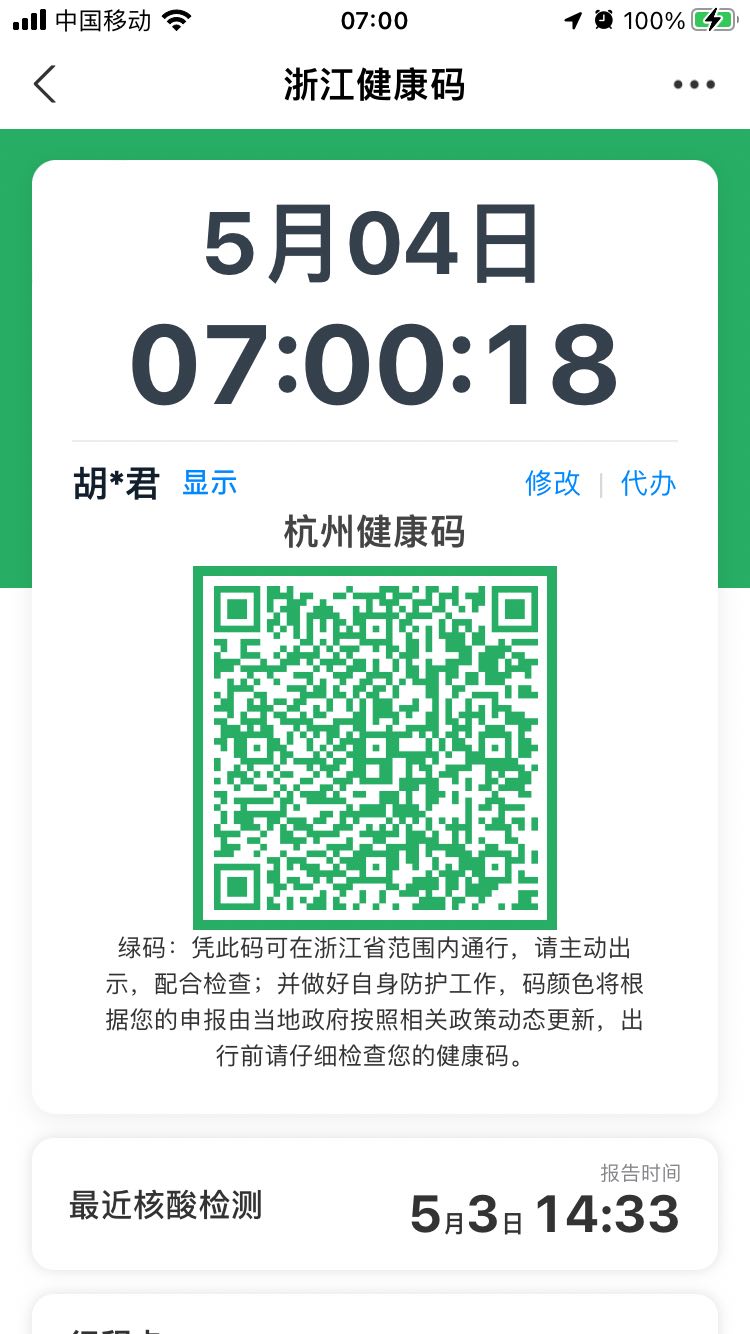 中国移动 07:00 100%
浙江健康码
5月04日
07:00:18
胡*君 显示 修改 | 代办
杭州健康码
绿码：凭此码可在浙江省范围内通行，请主动出
示，配合检查；并做好自身防护工作，码颜色将根
据您的申报由当地政府按照相关政策动态更新，出
行前请仔细检查您的健康码。
报告时间
最近核酸检测 5月3日 14:33